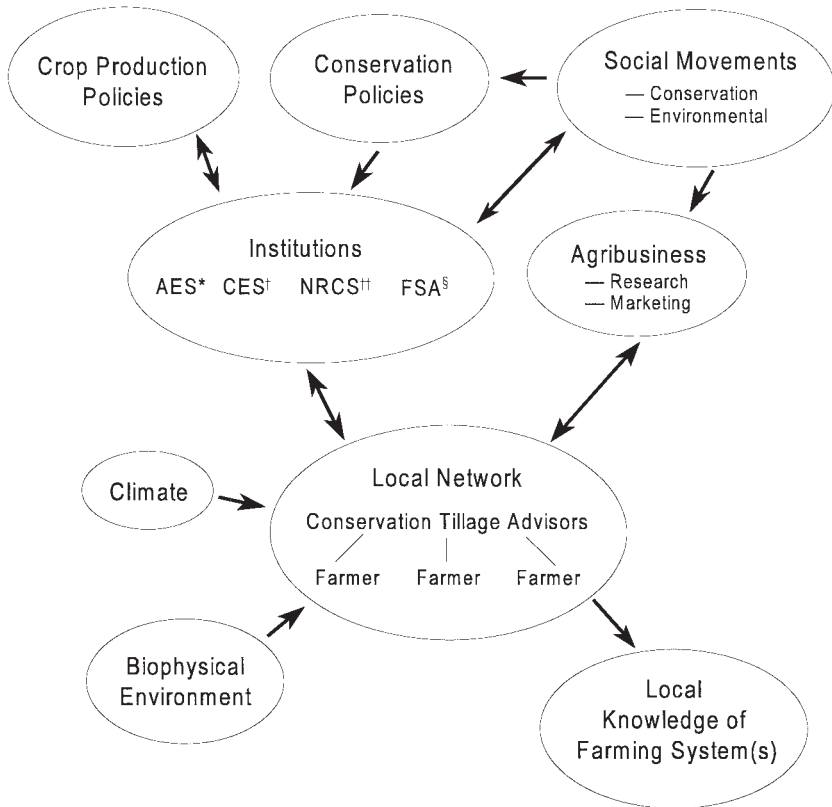 Crop Production
Policies
Conservation
Policies
Social Movements
— Conservation
— Environmental
Institutions
AES* CES† NRCS†† FSA§
Agribusiness
— Research
— Marketing
Climate
Local Network
Conservation Tillage Advisors
Farmer Farmer Farmer
Biophysical
Environment
Local
Knowledge of
Farming System(s)